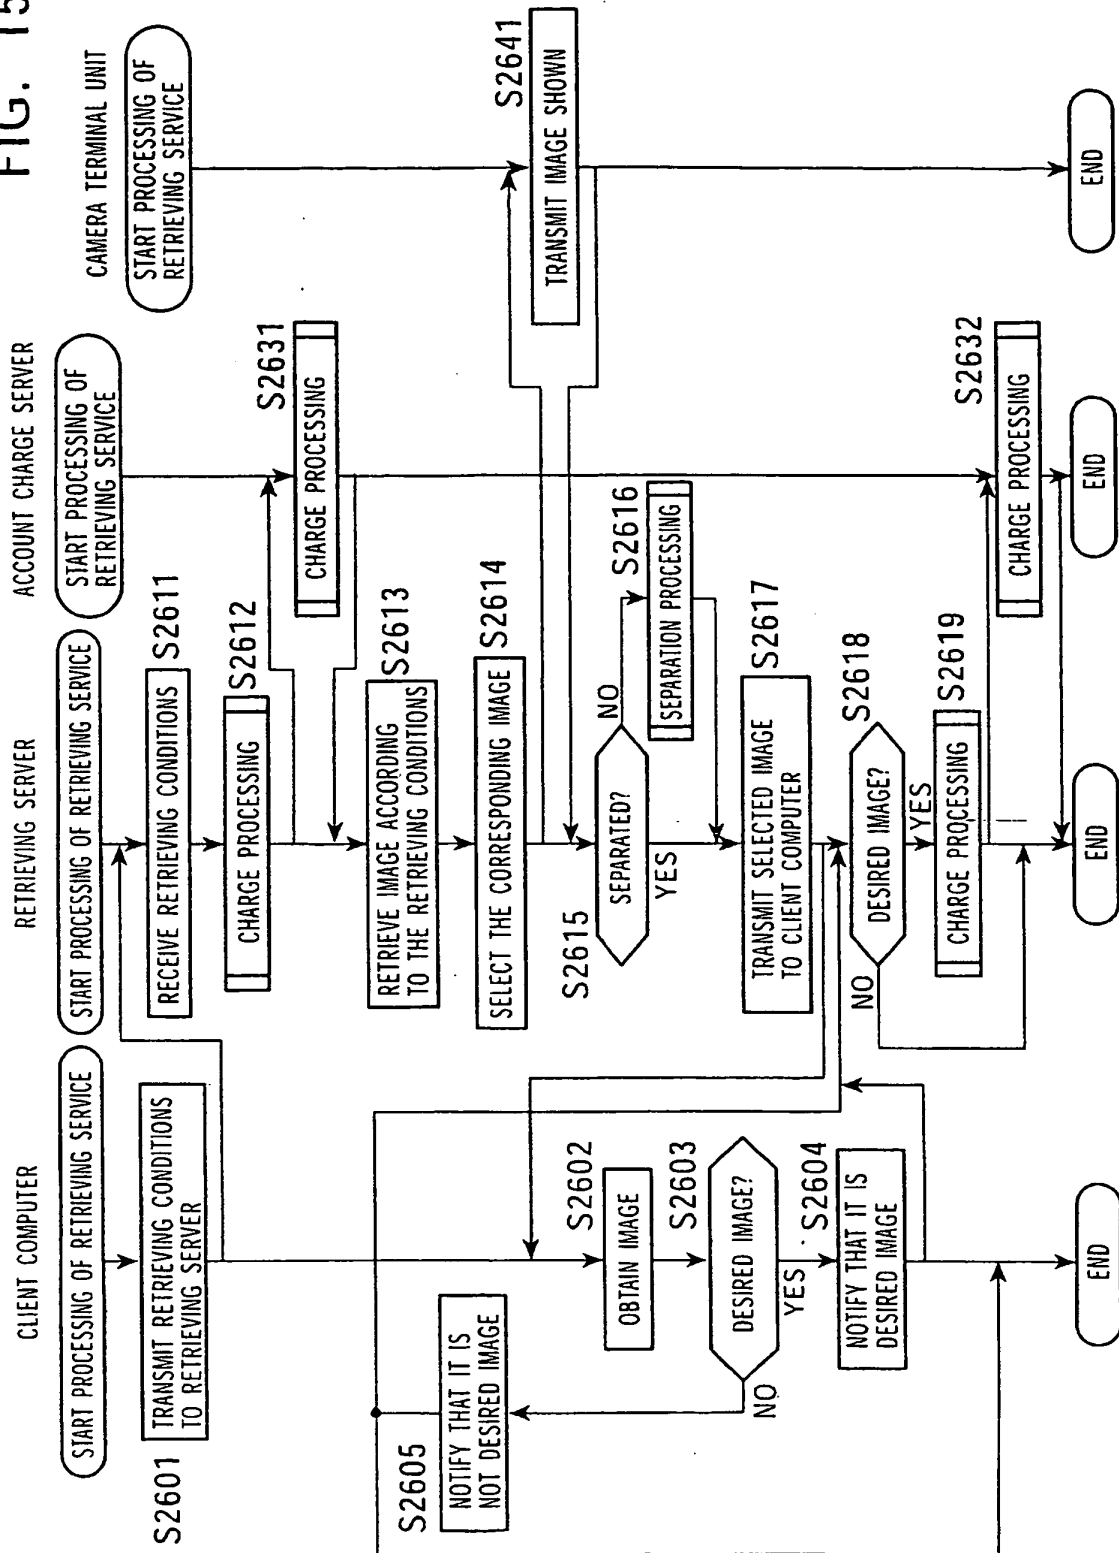 FIG. 15
CLIENT COMPUTER
START PROCESSING OF RETRIEVING SERVICE
S2601
TRANSMIT RETRIEVING CONDITIONS
TO RETRIEVING SERVER
S2605
NOTIFY THAT IT IS
NOT DESIRED IMAGE
S2602
OBTAIN IMAGE
S2603
DESIRED IMAGE?
NO
YES
S2604
NOTIFY THAT IT IS
DESIRED IMAGE
END
RETRIEVING SERVER
START PROCESSING OF RETRIEVING SERVICE
RECEIVE RETRIEVING CONDITIONS
S2611
CHARGE PROCESSING
S2612
RETRIEVE IMAGE ACCORDING
TO THE RETRIEVING CONDITIONS
S2613
SELECT THE CORRESPONDING IMAGE
S2614
S2615
SEPARATED?
NO
YES
SEPARATION PROCESSING
S2616
TRANSMIT SELECTED IMAGE
TO CLIENT COMPUTER
S2617
DESIRED IMAGE?
S2618
NO
YES
CHARGE PROCESSING
S2619
END
ACCOUNT CHARGE SERVER
START PROCESSING OF
RETRIEVING SERVICE
CHARGE PROCESSING
S2631
CHARGE PROCESSING
S2632
END
CAMERA TERMINAL UNIT
START PROCESSING OF
RETRIEVING SERVICE
TRANSMIT IMAGE SHOWN
S2641
END